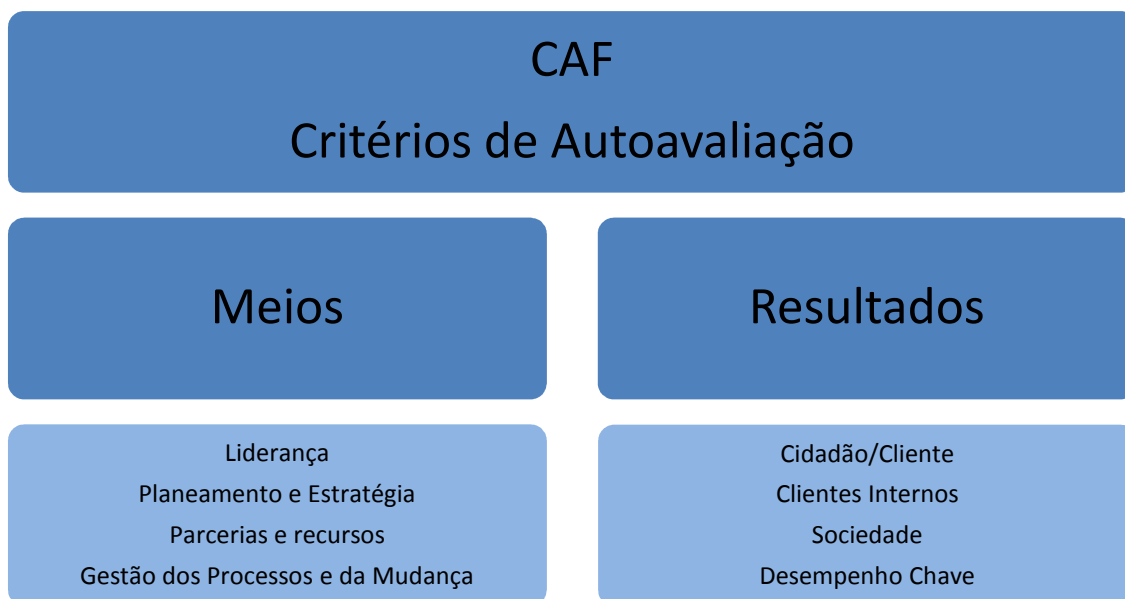 CAF
Critérios de Autoavaliação
Meios
Resultados
Liderança
Planeamento e Estratégia
Parcerias e recursos
Gestão dos Processos e da Mudança
Cidadão/Cliente
Clientes Internos
Sociedade
Desempenho Chave